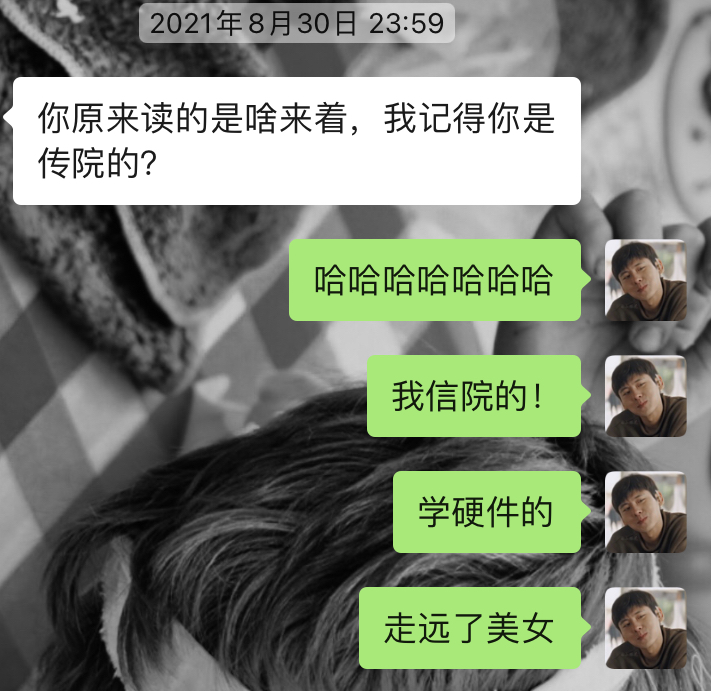 2021年8月30日 23:59
你原来读的是啥来着，我记得你是
传院的?
哈哈哈哈哈哈哈
我信院的！
学硬件的
走远了美女